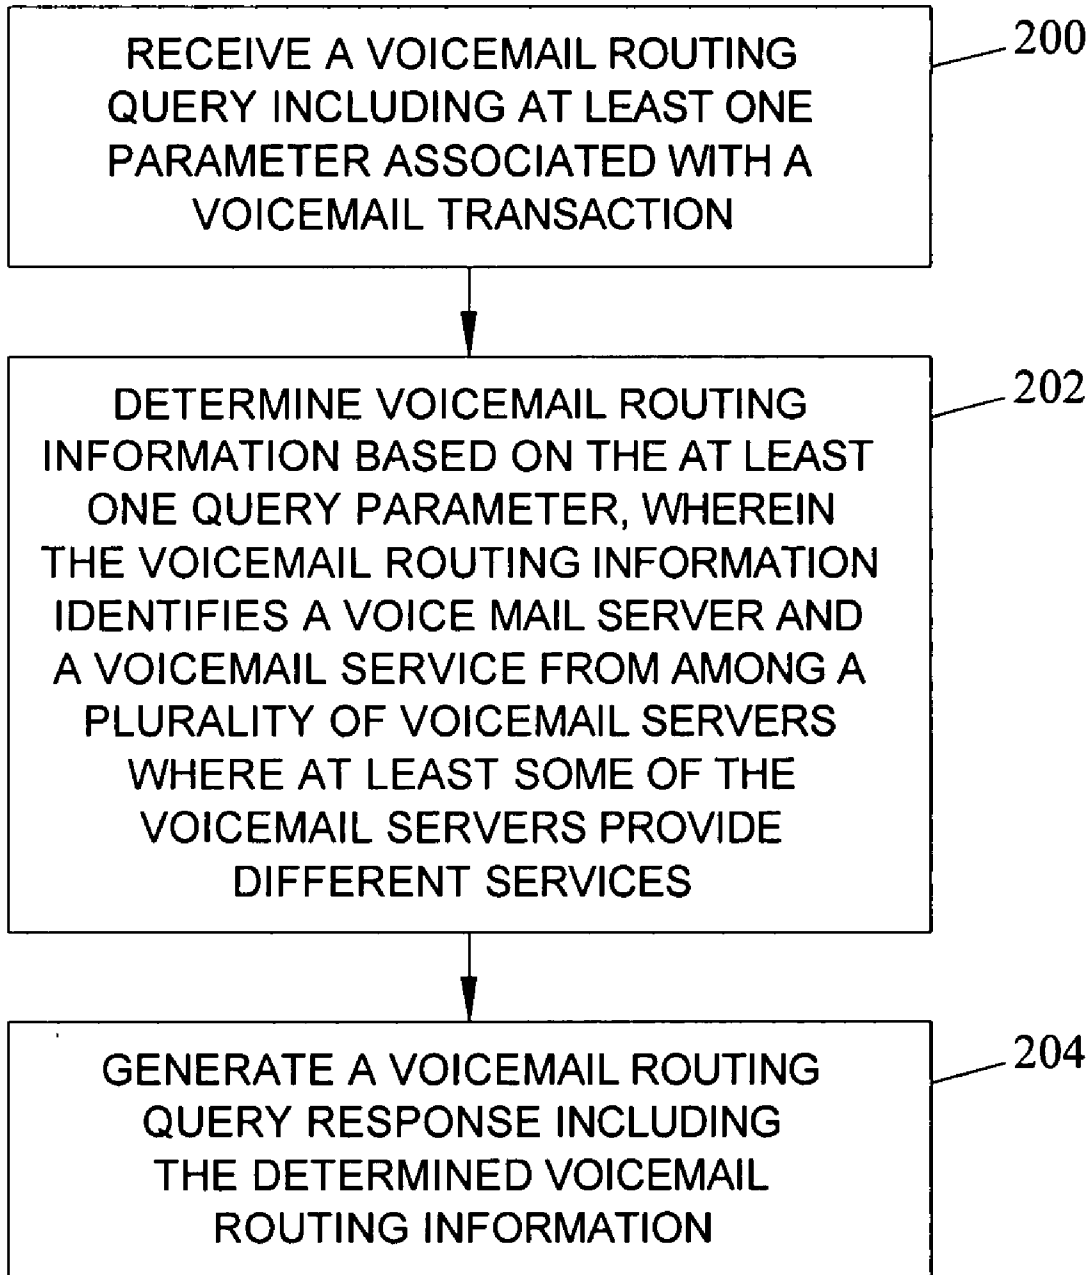 RECEIVE A VOICEMAIL ROUTING
QUERY INCLUDING AT LEAST ONE
PARAMETER ASSOCIATED WITH A
VOICEMAIL TRANSACTION
200
DETERMINE VOICEMAIL ROUTING
INFORMATION BASED ON THE AT LEAST
ONE QUERY PARAMETER, WHEREIN
THE VOICEMAIL ROUTING INFORMATION
IDENTIFIES A VOICE MAIL SERVER AND
A VOICEMAIL SERVICE FROM AMONG A
PLURALITY OF VOICEMAIL SERVERS
WHERE AT LEAST SOME OF THE
VOICEMAIL SERVERS PROVIDE
DIFFERENT SERVICES
202
GENERATE A VOICEMAIL ROUTING
QUERY RESPONSE INCLUDING
THE DETERMINED VOICEMAIL
ROUTING INFORMATION
204